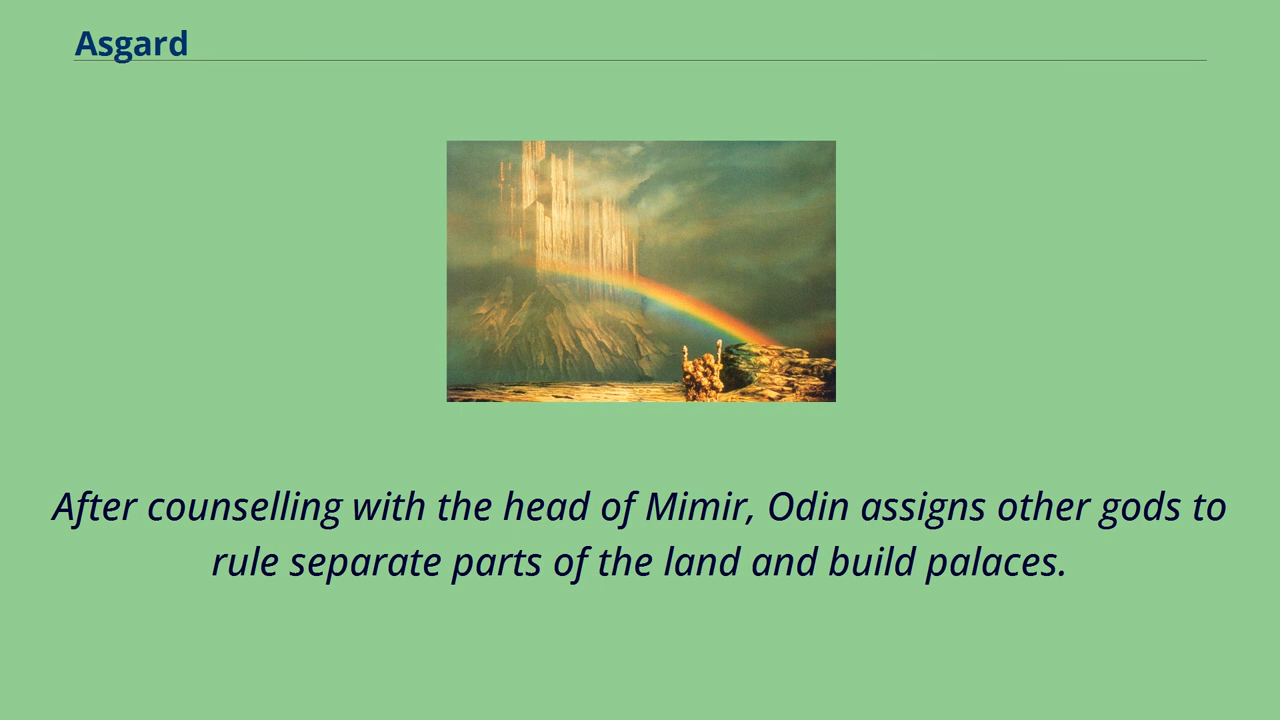 Asgard
After counselling with the head of Mimir, Odin assigns other gods to
rule separate parts of the land and build palaces.